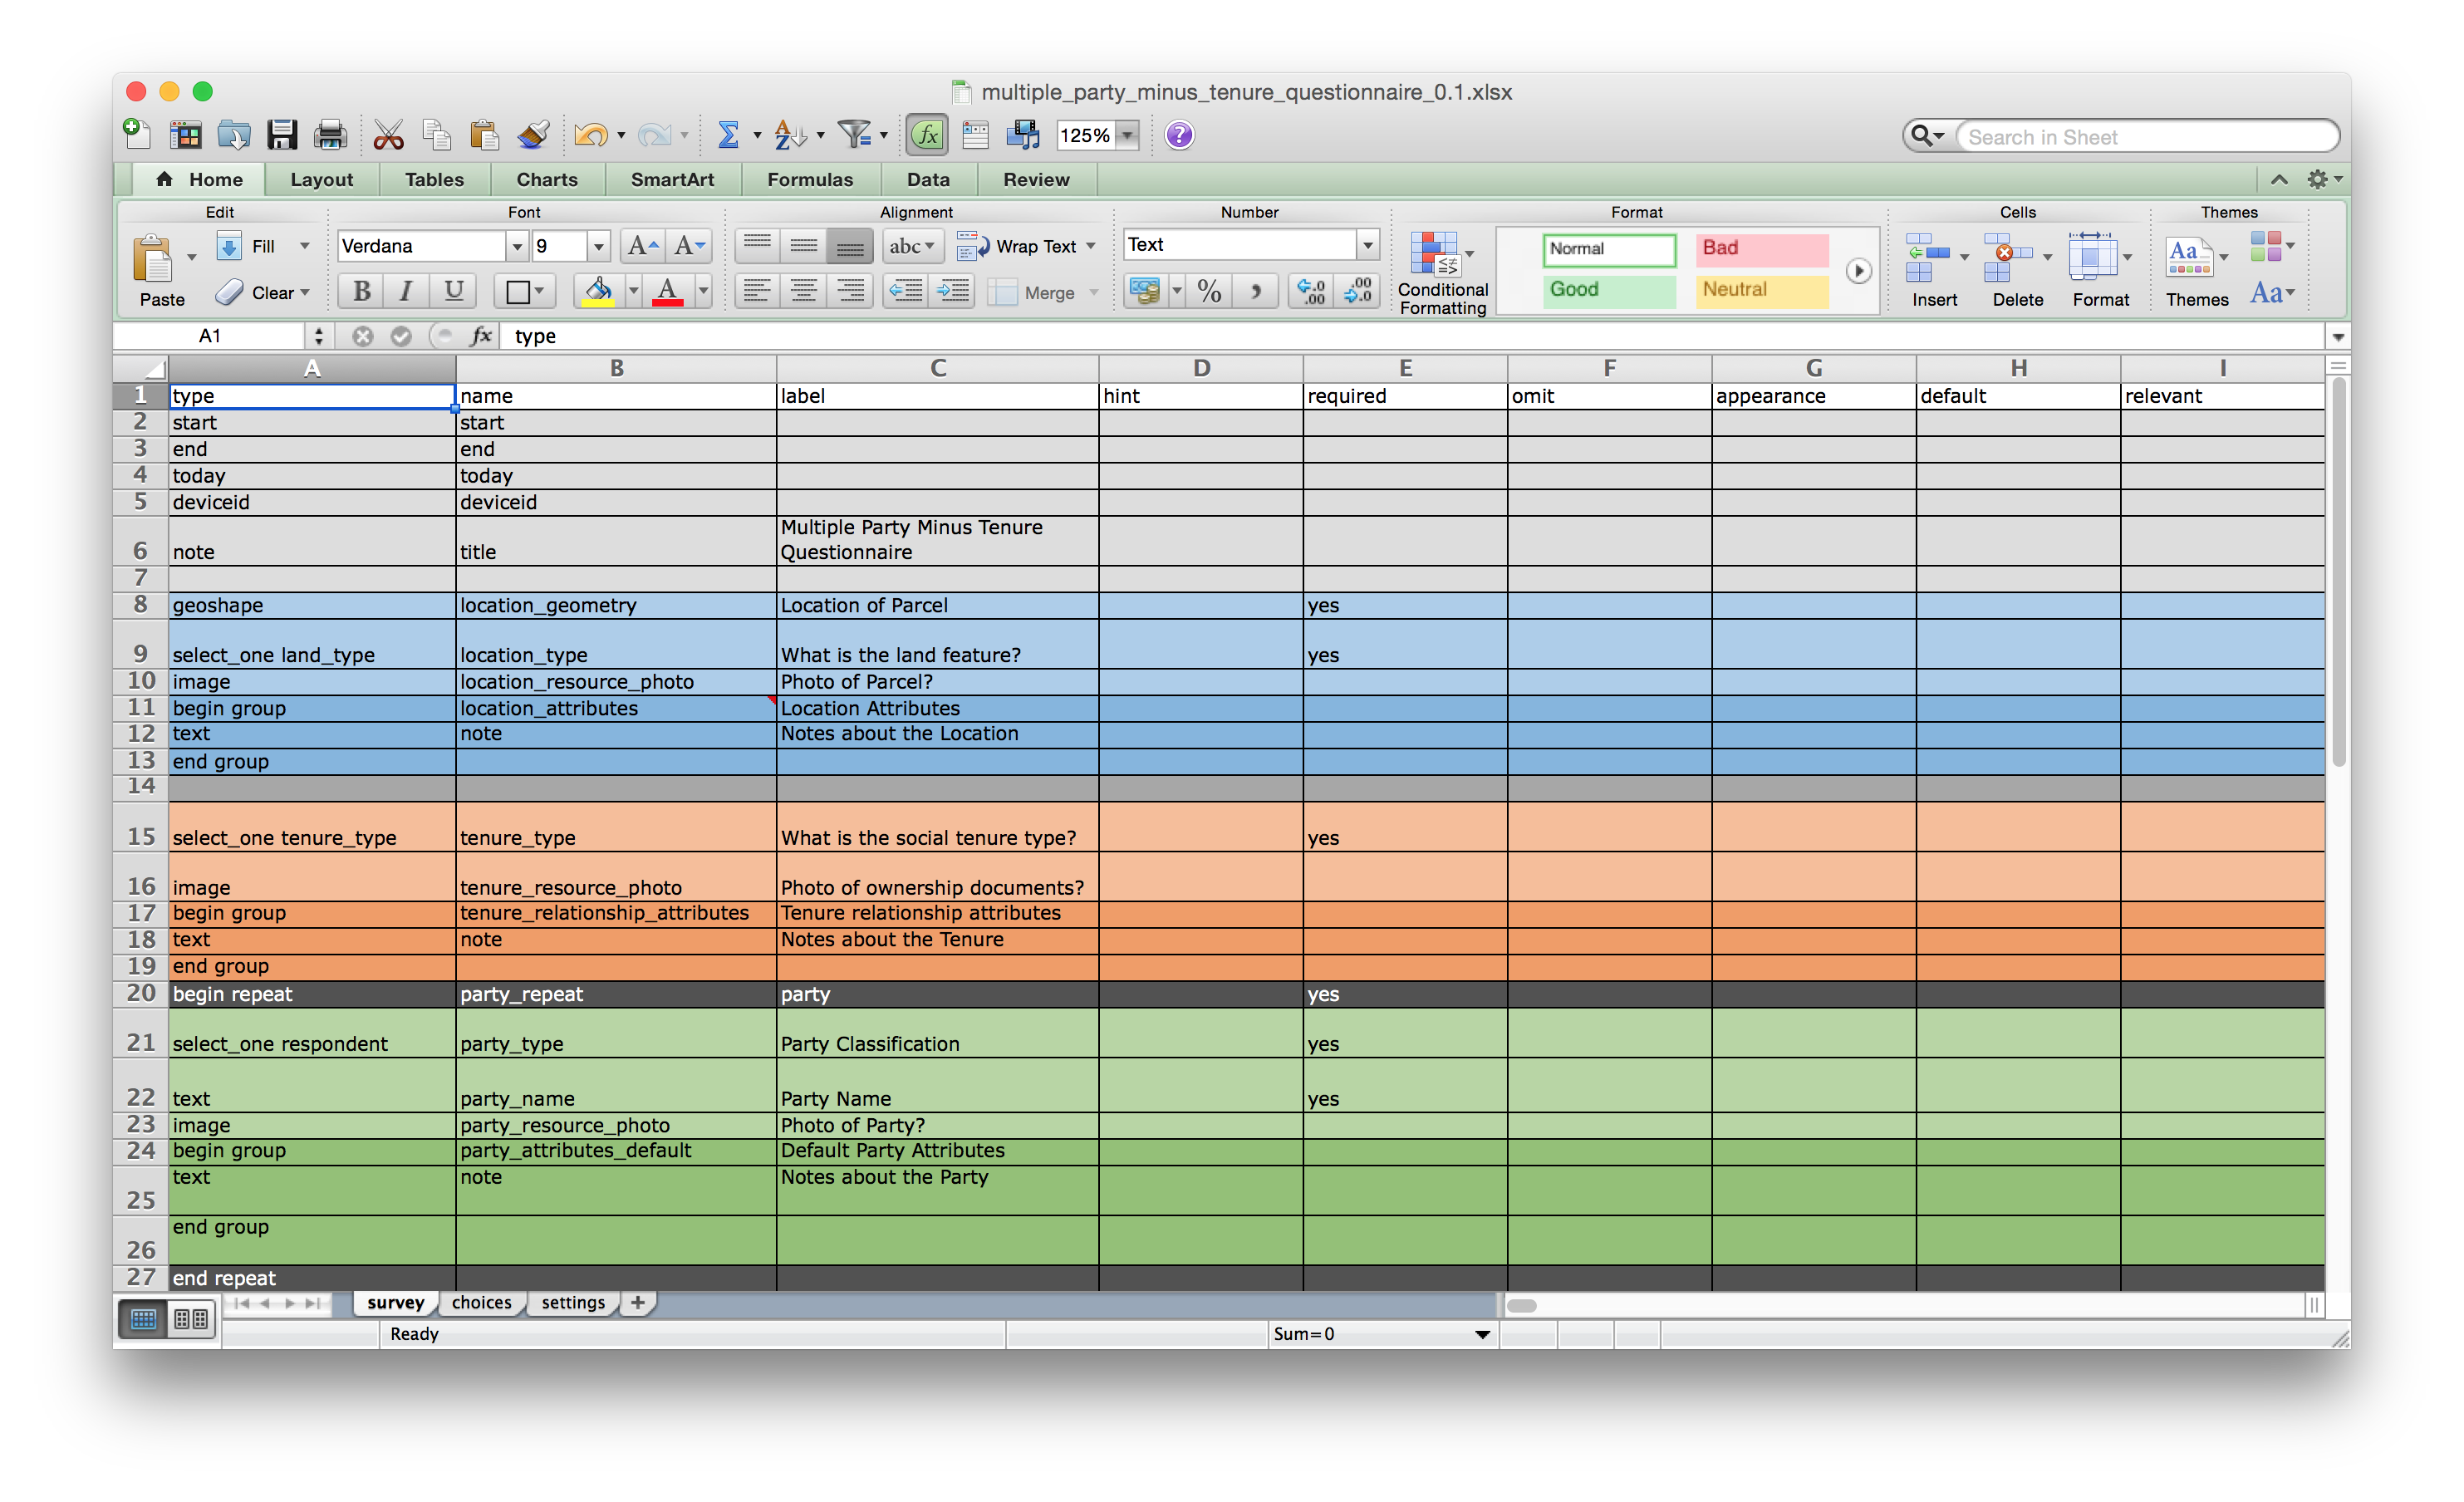 multiple_party_minus_tenure_questionnaire_0.1.xlsx
125%
Search in Sheet
Home Layout Tables Charts SmartArt Formulas Data Review
Edit Font Alignment Number Format Cells Themes
Fill Verdana 9 A A abc Wrap Text Text Normal Bad
Paste Clear B I U A Merge % Conditional Formatting Good Neutral Insert Delete Format Themes Aa
A1 fx type
A B C D E F G H I
1 type name label hint required omit appearance default relevant
2 start start
3 end end
4 today today
5 deviceid deviceid
6 note title Multiple Party Minus Tenure Questionnaire
7
8 geoshape location_geometry Location of Parcel yes
9 select_one land_type location_type What is the land feature? yes
10 image location_resource_photo Photo of Parcel?
11 begin group location_attributes Location Attributes
12 text note Notes about the Location
13 end group
14
15 select_one tenure_type tenure_type What is the social tenure type? yes
16 image tenure_resource_photo Photo of ownership documents?
17 begin group tenure_relationship_attributes Tenure relationship attributes
18 text note Notes about the Tenure
19 end group
20 begin repeat party_repeat party yes
21 select_one respondent party_type Party Classification yes
22 text party_name Party Name yes
23 image party_resource_photo Photo of Party?
24 begin group party_attributes_default Default Party Attributes
25 text note Notes about the Party
26 end group
27 end repeat
survey choices settings +
Ready Sum=0